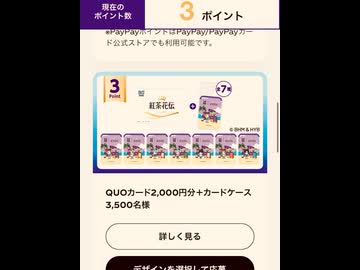 現在の
ポイント数
3 ポイント
※PayPayポイントはPayPay/PayPayカー
ド公式ストアでも利用可能です。
3
Point
紅茶花伝
+
全7種
© BHM & HYB
QUOカード2,000円分+カードケース
3,500名様
詳しく見る
デザインを選択して応募